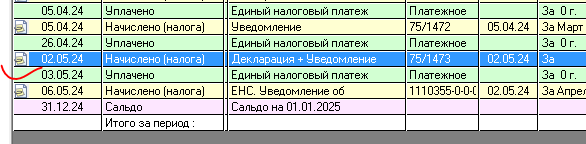 05.04.24 Уплачено Единый налоговый платеж Платежное За 0 г.
05.04.24 Начислено (налога) Уведомление 75/1472 05.04.24 За Март
26.04.24 Уплачено Единый налоговый платеж Платежное За 0 г.
02.05.24 Начислено (налога) Декларация + Уведомление 75/1473 02.05.24 За
03.05.24 Уплачено Единый налоговый платеж Платежное За 0 г.
06.05.24 Начислено (налога) ЕНС. Уведомление об 1110355-0-0-0 02.05.24 За Апрел
31.12.24 Сальдо Сальдо на 01.01.2025
Итого за период :